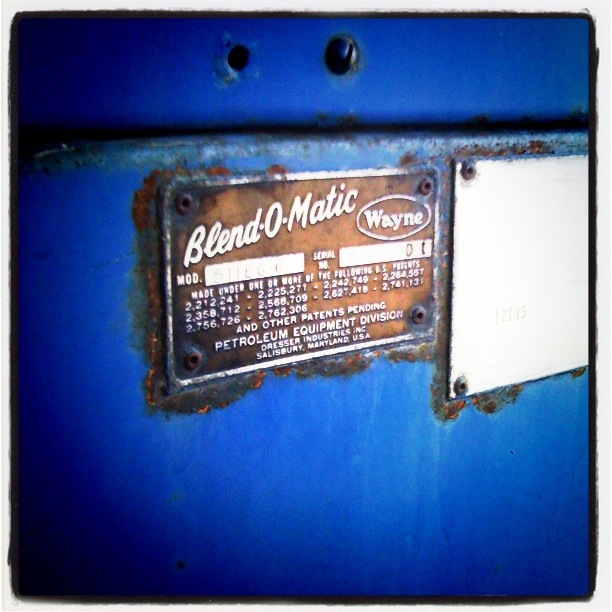 Blend-O-Matic
Wayne
MOD.
SERIAL NO.
MADE UNDER ONE OR MORE OF THE FOLLOWING U.S. PATENTS
2,212,241 - 2,225,271 - 2,242,749 - 2,264,557
2,358,712 - 2,568,709 - 2,627,418 - 2,741,131
2,756,726 - 2,762,306
AND OTHER PATENTS PENDING
PETROLEUM EQUIPMENT DIVISION
DRESSER INDUSTRIES INC
SALISBURY, MARYLAND, U.S.A
12145